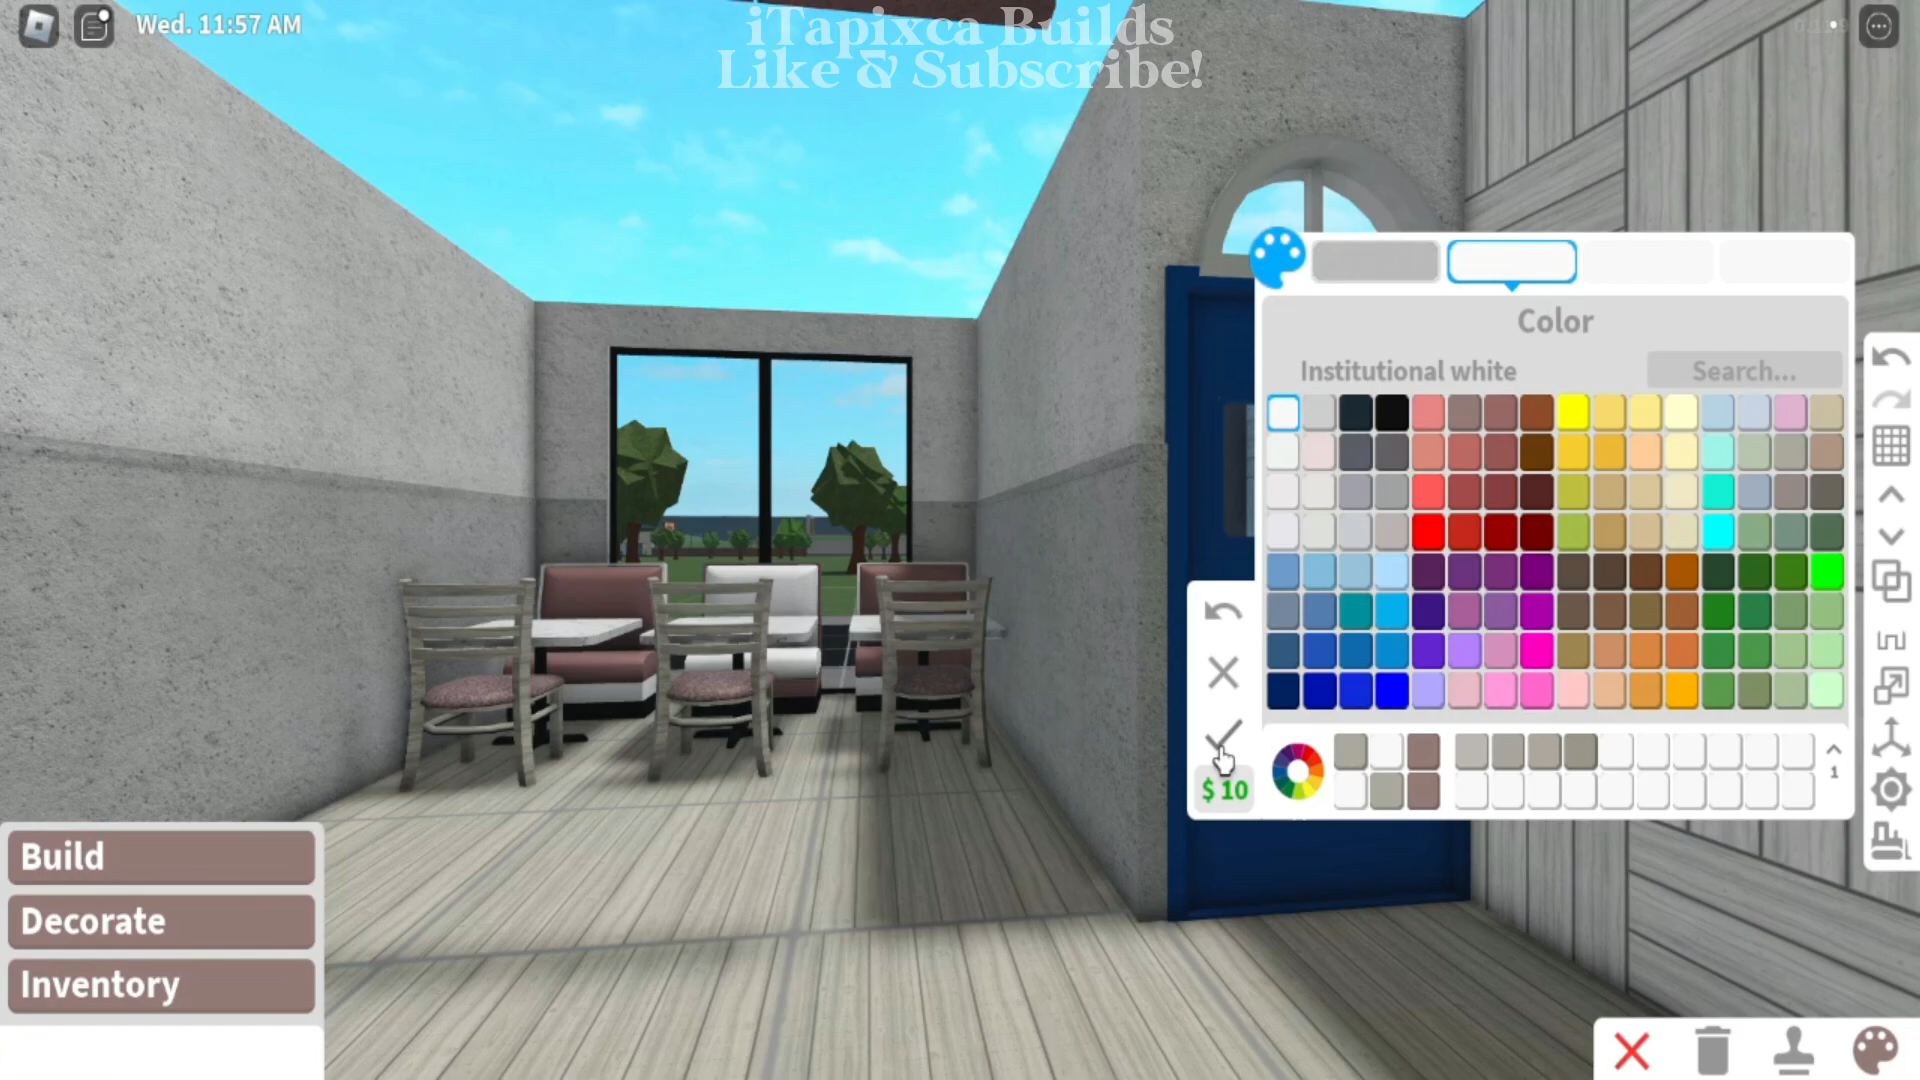 Wed. 11:57 AM
iTapixca Builds
Like & Subscribe!
Color
Institutional white
Search...
$ 10
1
Build
Decorate
Inventory